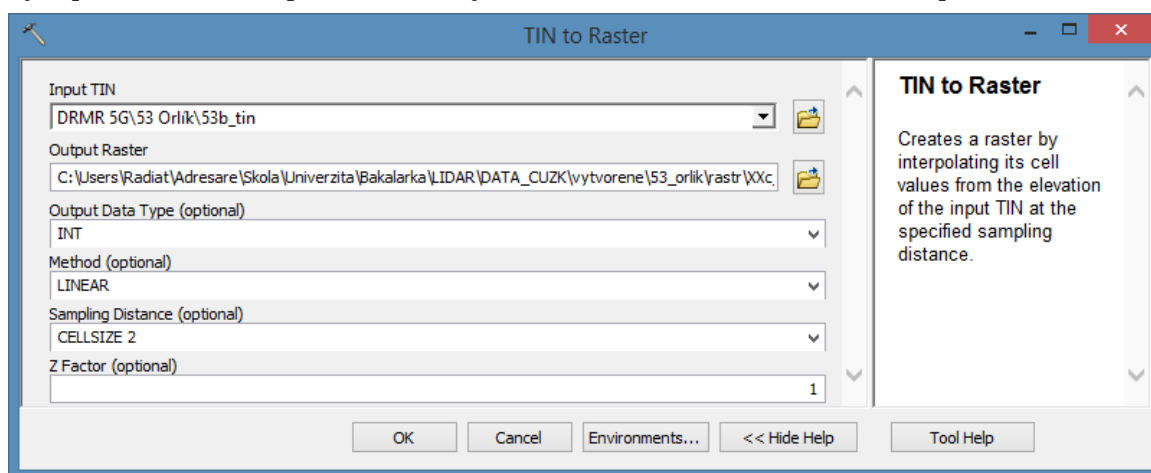 TIN to Raster
Input TIN
DRMR 5G\53 Orlík\53b_tin
Output Raster
C:\Users\Radiat\Adresare\Skola\Univerzita\Bakalarka\LIDAR\DATA_CUZK\vytvorene\53_orlik\rastr\XXc_
Output Data Type (optional)
INT
Method (optional)
LINEAR
Sampling Distance (optional)
CELLSIZE 2
Z Factor (optional)
1
OK
Cancel
Environments...
<< Hide Help
TIN to Raster
Creates a raster by
interpolating its cell
values from the elevation
of the input TIN at the
specified sampling
distance.
Tool Help